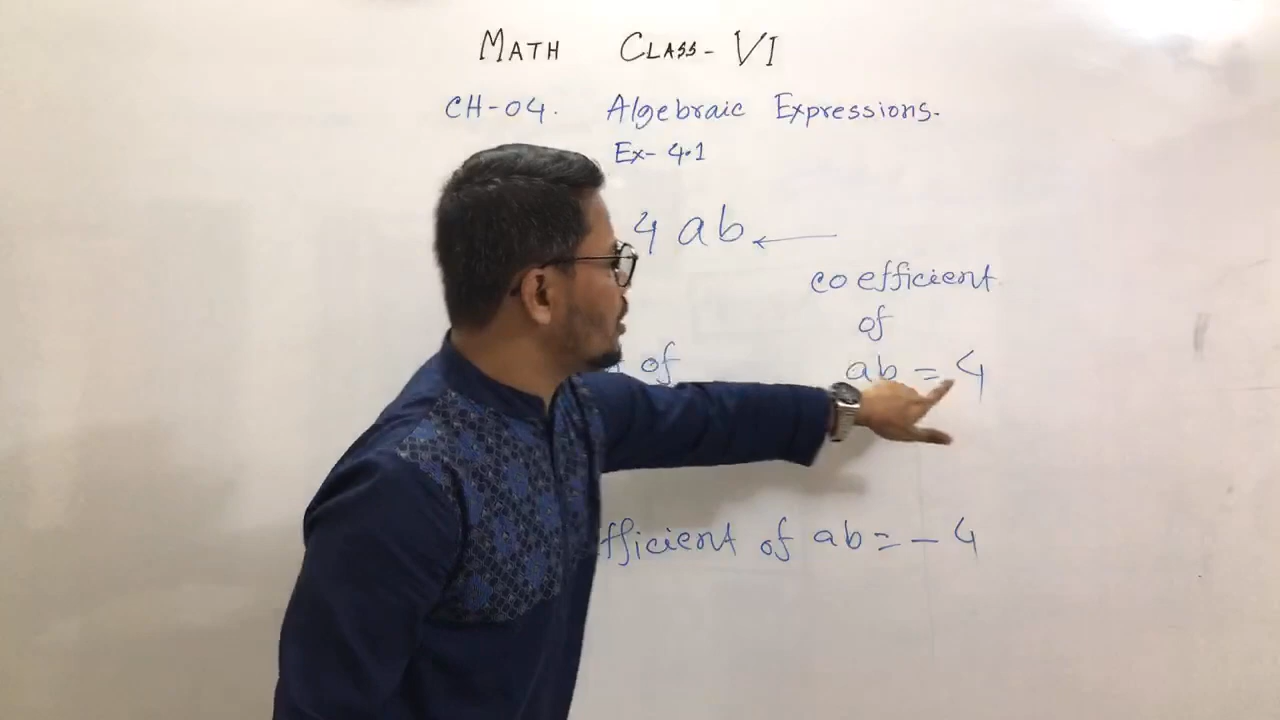 MATH CLASS-VI
CH-04. Algebraic Expressions.
Ex-4.1
4 ab
coefficient
of
of
ab = 4
of ab = - 4